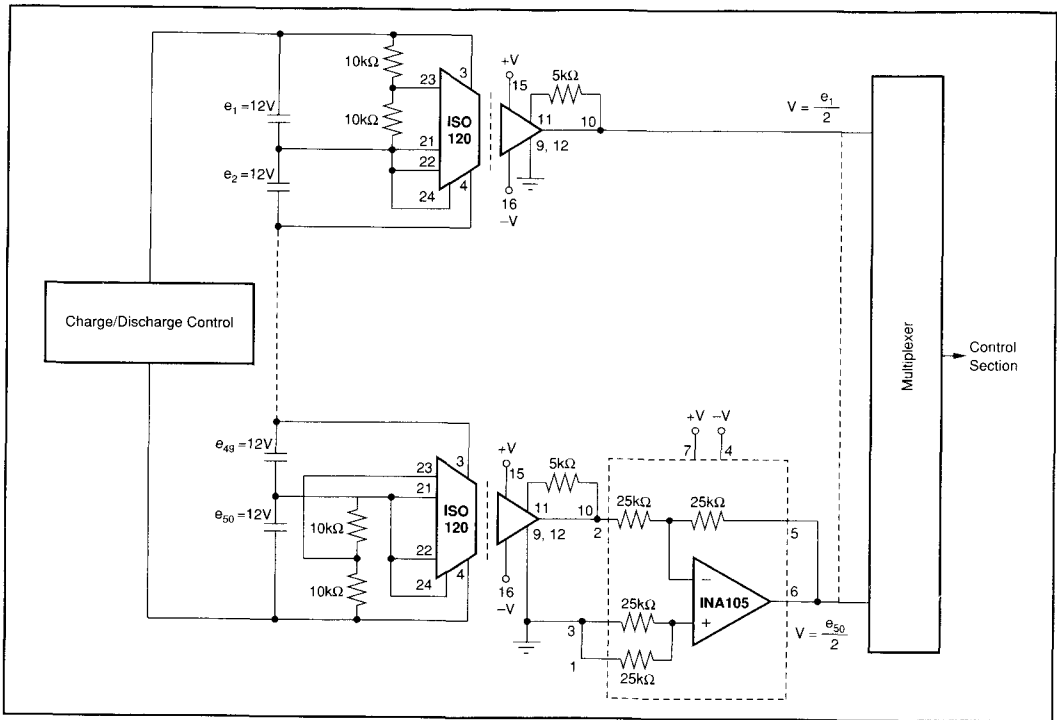 10kΩ
23
3
+V
15
5kΩ
e1 =12V
10kΩ
ISO
120
11
10
V = e1
2
9, 12
21
22
e2 =12V
4
24
16
−V
Charge/Discharge Control
Multiplexer
Control
Section
e49 =12V
23
3
+V
15
5kΩ
+V
−V
7
4
21
ISO
120
11
10
25kΩ
25kΩ
e50 =12V
10kΩ
9, 12
2
5
22
24
4
16
−V
10kΩ
−
INA105
+
6
3
25kΩ
1
25kΩ
V = e50
2